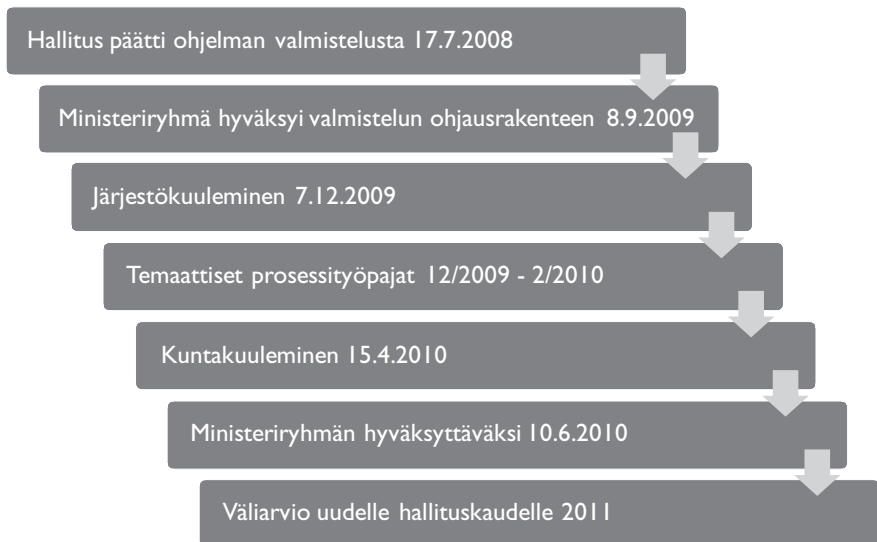 Hallitus päätti ohjelman valmistelusta 17.7.2008
Ministeriryhmä hyväksyi valmistelun ohjausrakenteen 8.9.2009
Järjestökuuleminen 7.12.2009
Temaattiset prosessityöpajat 12/2009 - 2/2010
Kuntakuuleminen 15.4.2010
Ministeriryhmän hyväksyttäväksi 10.6.2010
Väliarvio uudelle hallituskaudelle 2011